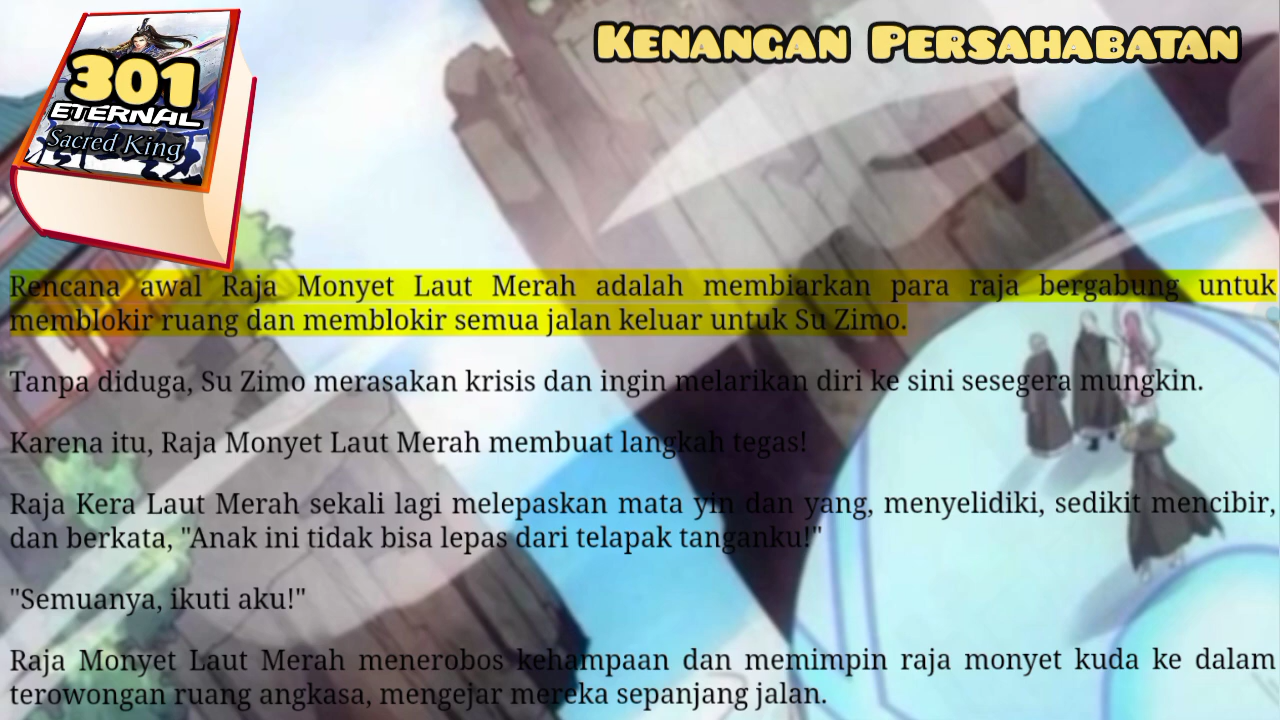 Kenangan Persahabatan
301
ETERNAL
Sacred King
Rencana awal Raja Monyet Laut Merah adalah membiarkan para raja bergabung untuk
memblokir ruang dan memblokir semua jalan keluar untuk Su Zimo.
Tanpa diduga, Su Zimo merasakan krisis dan ingin melarikan diri ke sini sesegera mungkin.
Karena itu, Raja Monyet Laut Merah membuat langkah tegas!
Raja Kera Laut Merah sekali lagi melepaskan mata yin dan yang, menyelidiki, sedikit mencibir,
dan berkata, "Anak ini tidak bisa lepas dari telapak tanganku!"
"Semuanya, ikuti aku!"
Raja Monyet Laut Merah menerobos kehampaan dan memimpin raja monyet kuda ke dalam
terowongan ruang angkasa, mengejar mereka sepanjang jalan.